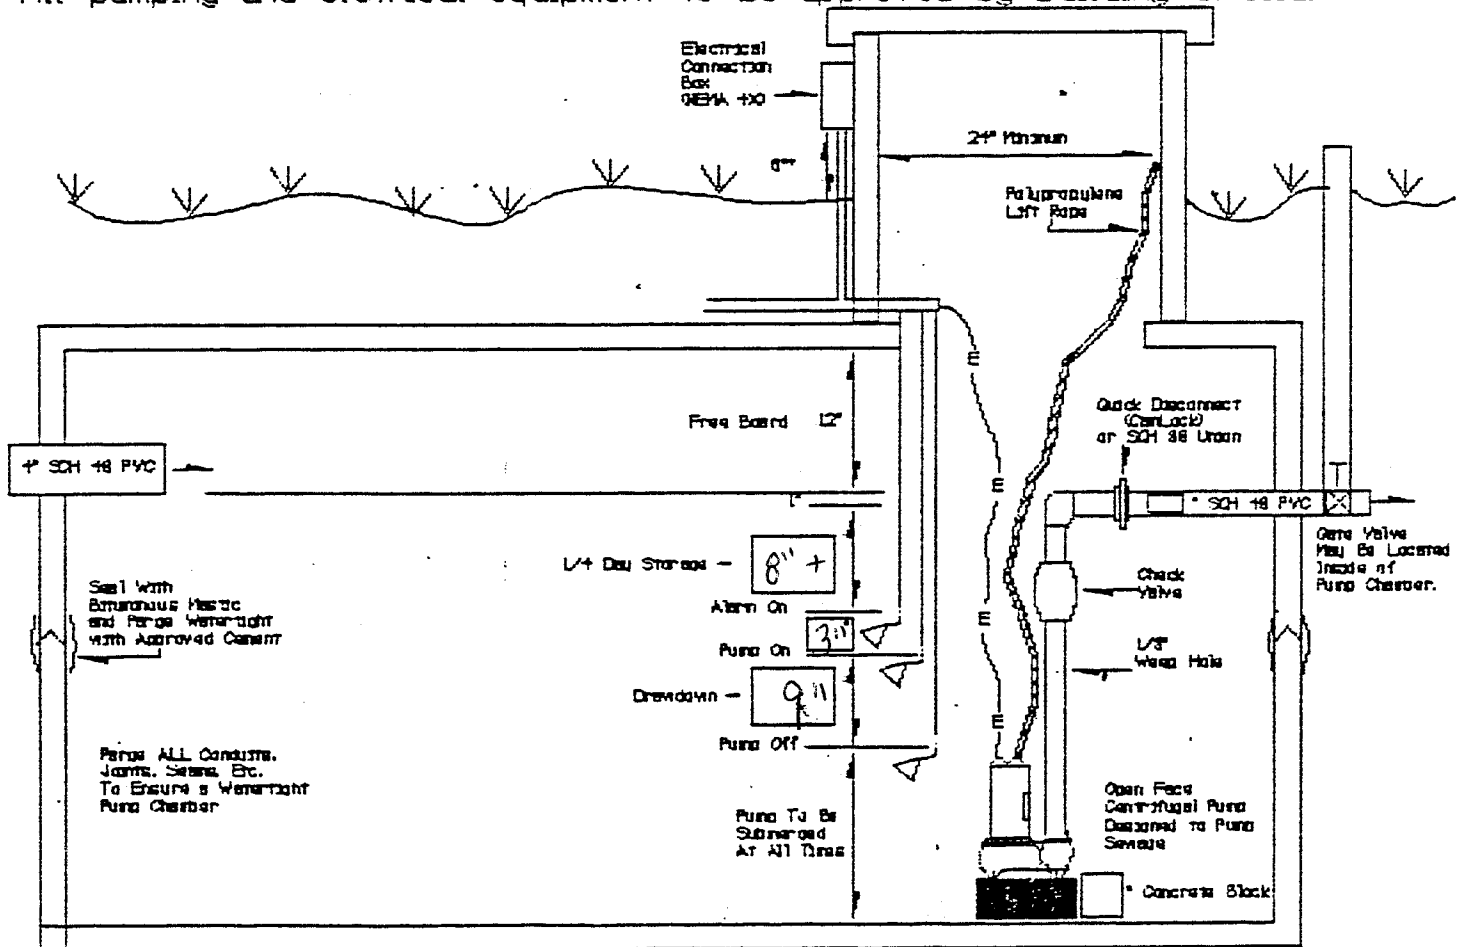 All pumping and electrical equipment to be approved by
Electrical
Connection
Box
(NEMA 4X)
24" Minimum
Polypropylene
Lift Rope
Free Board 12"
Quick Disconnect
(CamLock)
or SCH 80 Union
4" SCH 40 PVC
1"
" SCH 40 PVC
Gate Valve
May Be Located
Inside of
Pump Chamber.
1/4 Day Storage - 8" +
Alarm On
3"
Check
Valve
Seal With
Bituminous Mastic
and Parge Watertight
with Approved Cement
Pump On
1/8"
Weep Hole
Drawdown - 9"
Pump Off
Parge ALL Conduits,
Joints, Seams, Etc.
To Ensure a Watertight
Pump Chamber
Pump To Be
Submerged
At All Times
Open Face
Centrifugal Pump
Designed to Pump
Sewage
" Concrete Block
E
E
E
E